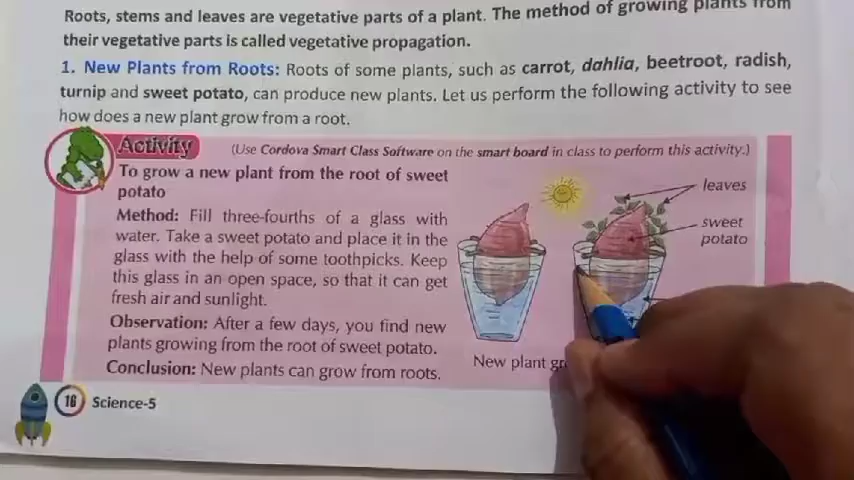 Roots, stems and leaves are vegetative parts of a plant. The method of growing plants from
their vegetative parts is called vegetative propagation.
1. New Plants from Roots: Roots of some plants, such as carrot, dahlia, beetroot, radish,
turnip and sweet potato, can produce new plants. Let us perform the following activity to see
how does a new plant grow from a root.
Activity
(Use Cordova Smart Class Software on the smart board in class to perform this activity.)
To grow a new plant from the root of sweet
potato
Method: Fill three-fourths of a glass with
water. Take a sweet potato and place it in the
glass with the help of some toothpicks. Keep
this glass in an open space, so that it can get
fresh air and sunlight.
Observation: After a few days, you find new
plants growing from the root of sweet potato.
Conclusion: New plants can grow from roots.
leaves
sweet
potato
New plant
16 Science-5